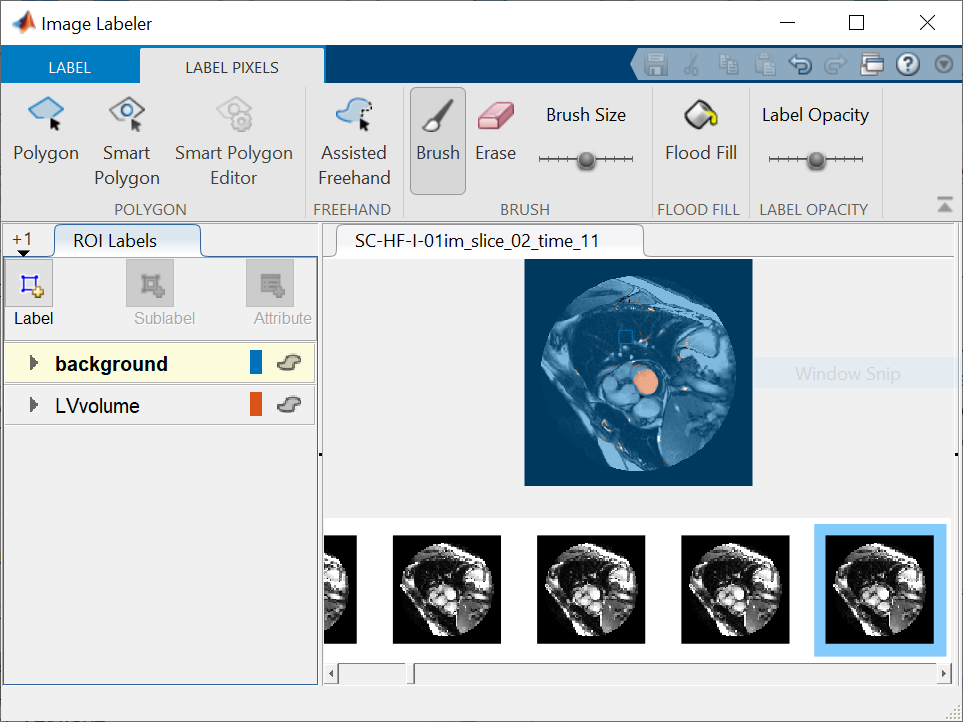 Image Labeler
LABEL
LABEL PIXELS
Polygon
Smart
Polygon
Smart Polygon
Editor
POLYGON
Assisted
Freehand
FREEHAND
Brush
Erase
Brush Size
BRUSH
Flood Fill
FLOOD FILL
Label Opacity
LABEL OPACITY
+1
ROI Labels
SC-HF-I-01im_slice_02_time_11
Label
Sublabel
Attribute
background
LVvolume
Window Snip